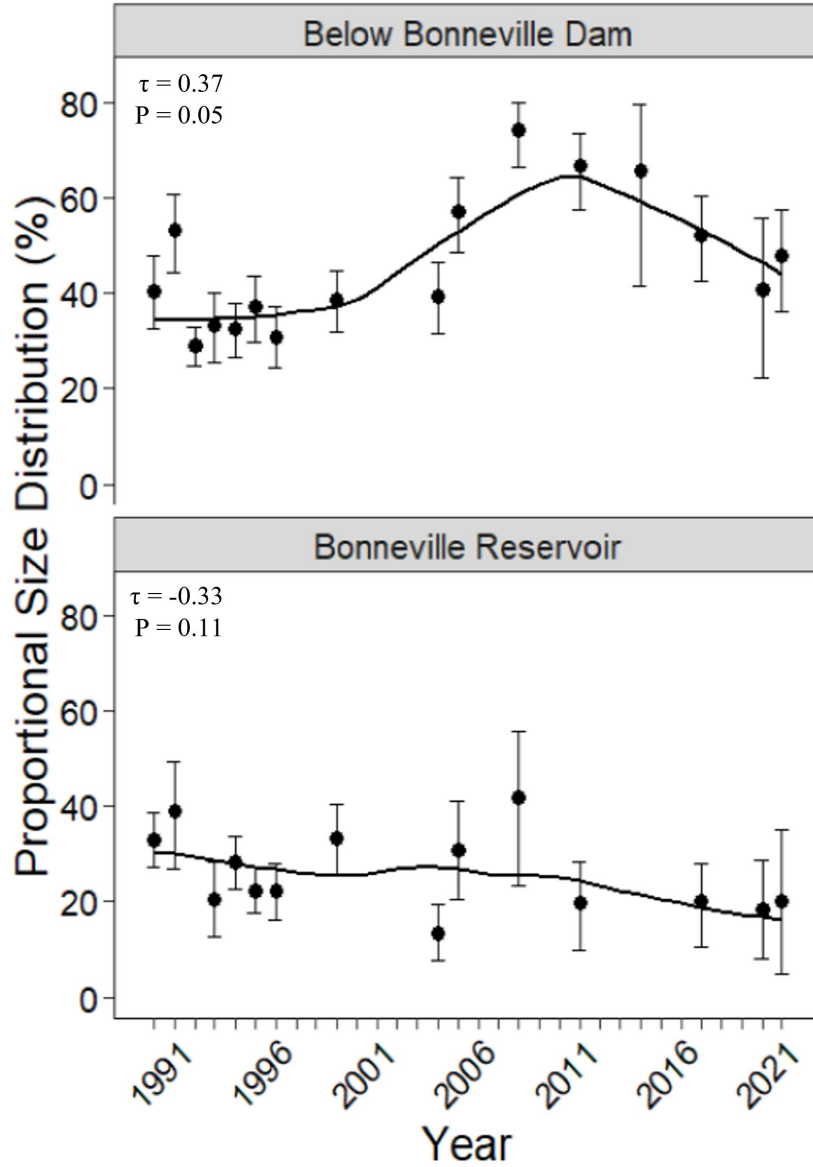 Below Bonneville Dam
τ = 0.37
P = 0.05
80
60
40
20
0
Bonneville Reservoir
τ = -0.33
P = 0.11
80
60
40
20
0
Proportional Size Distribution (%)
1991
1996
2001
2006
2011
2016
2021
Year